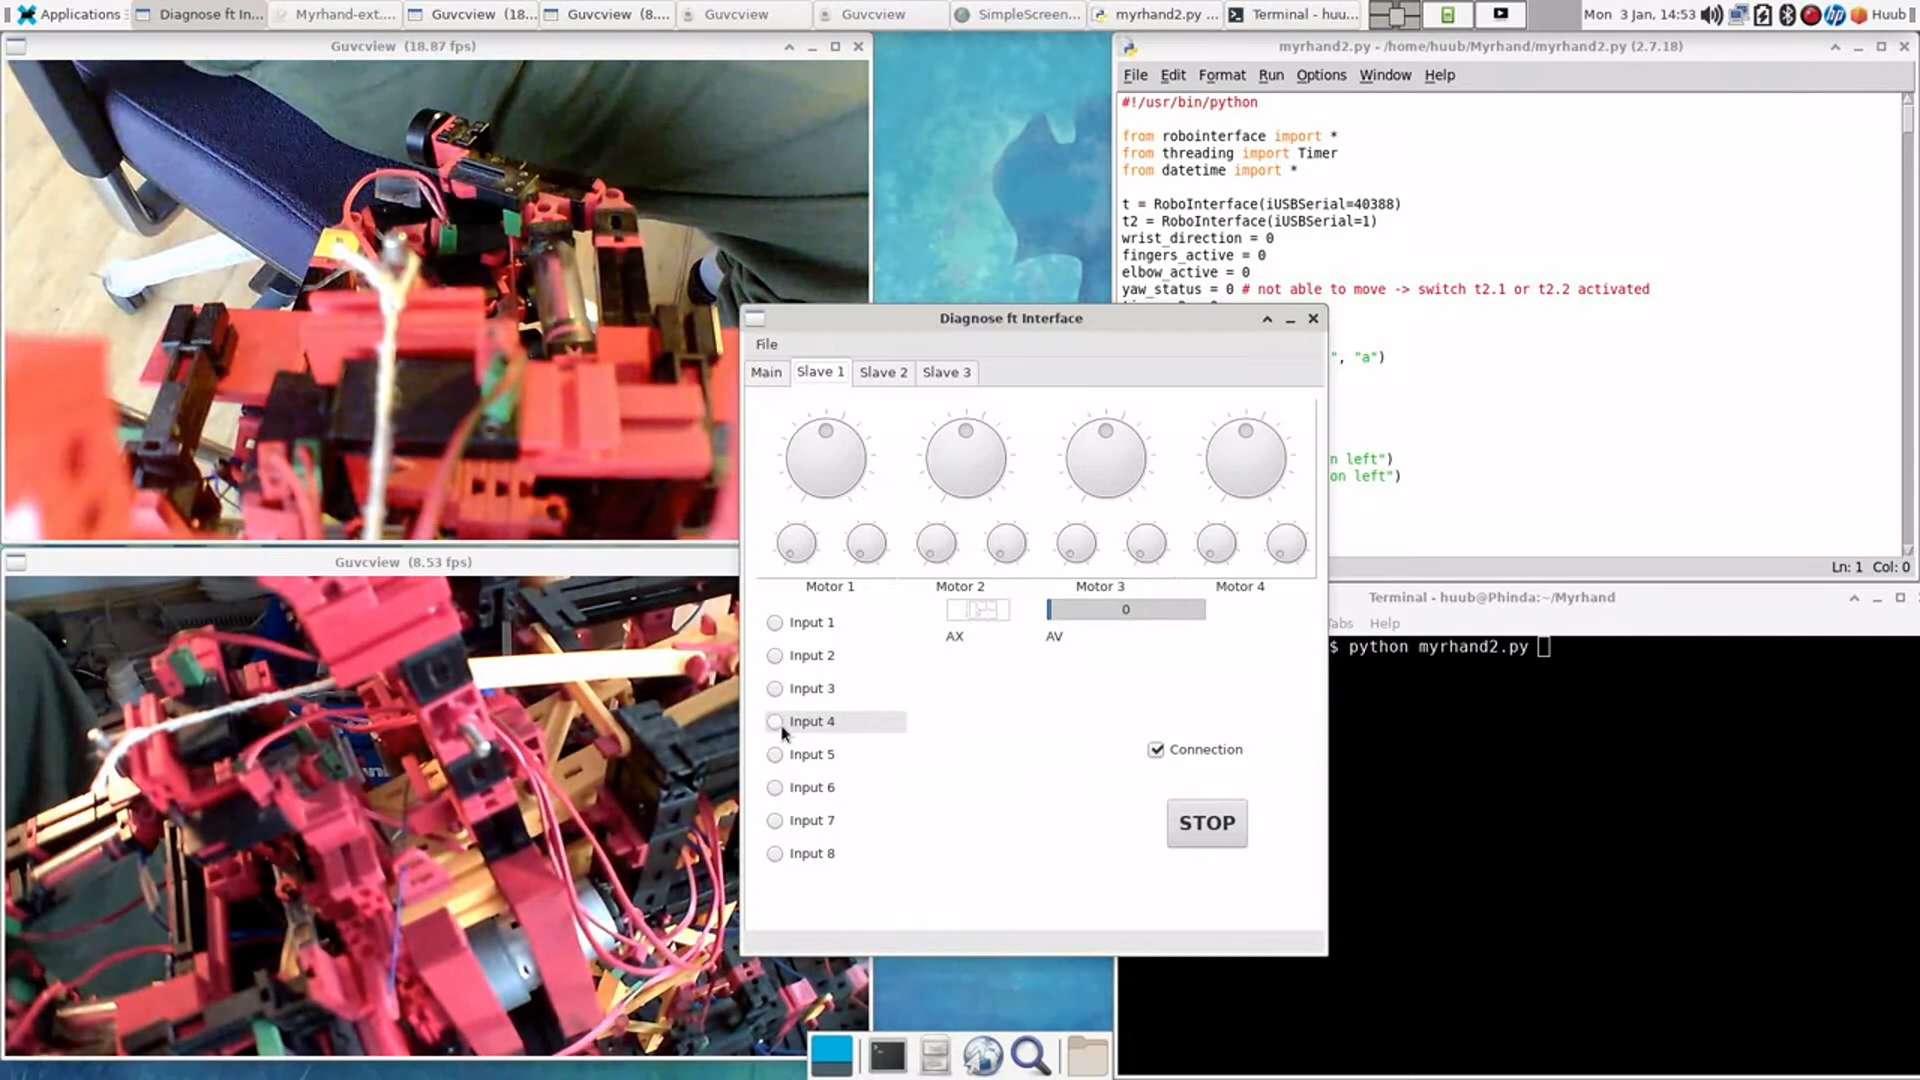 Applications
Diagnose ft In...
Myrhand-ext....
Guvcview (18...
Guvcview (8....
Guvcview
Guvcview
SimpleScreen...
myrhand2.py ...
Terminal - huu...
Mon 3 Jan, 14:53
Huub
Guvcview (18.87 fps)
myrhand2.py - /home/huub/Myrhand/myrhand2.py (2.7.18)
File Edit Format Run Options Window Help
#!/usr/bin/python
from robointerface import *
from threading import Timer
from datetime import *
t = RoboInterface(iUSBSerial=40388)
t2 = RoboInterface(iUSBSerial=1)
wrist_direction = 0
fingers_active = 0
elbow_active = 0
yaw_status = 0 # not able to move -> switch t2.1 or t2.2 activated
", "a")
n left")
on left")
Ln: 1 Col: 0
Diagnose ft Interface
File
Main Slave 1 Slave 2 Slave 3
Motor 1 Motor 2 Motor 3 Motor 4
Input 1
Input 2
Input 3
Input 4
Input 5
Input 6
Input 7
Input 8
0
AX AV
Connection
STOP
Guvcview (8.53 fps)
Terminal - huub@Phinda:~/Myrhand
abs Help
$ python myrhand2.py